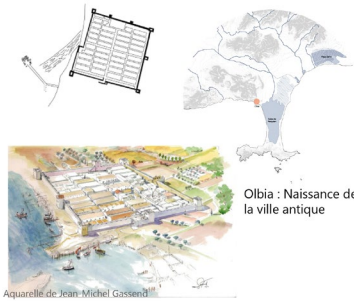 Olbia : Naissance de
la ville antique
Aquarelle de Jean Michel Gassend